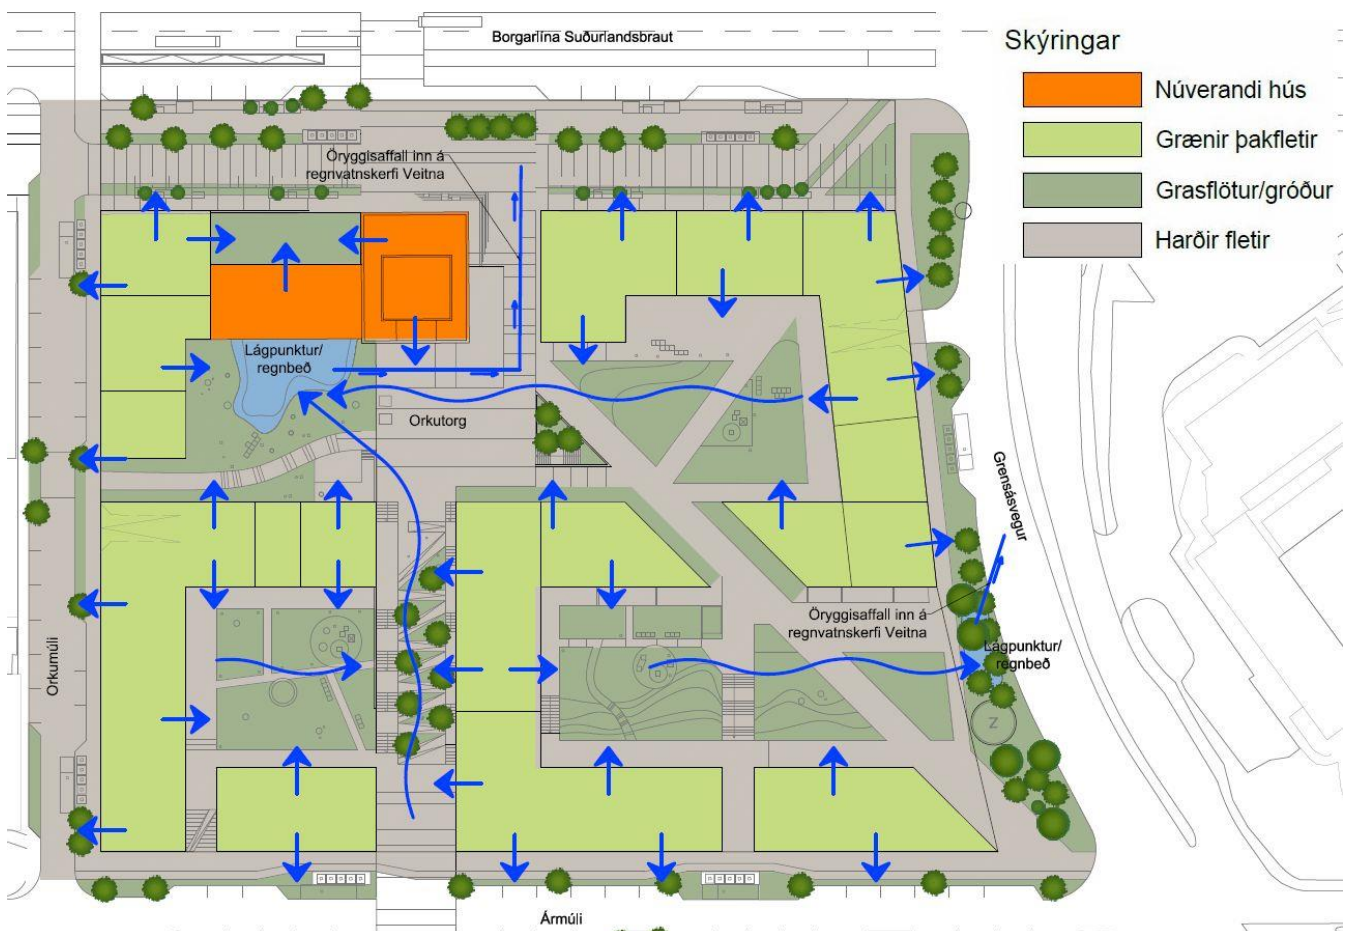 Borgarlína Suðurlandsbraut
Skýringar
Núverandi hús
Grænir þakfletir
Grasflötur/gróður
Harðir fletir
Öryggisaffall inn á
regnvatnskerfi Veitna
Lágpunktur/
regnbeð
Orkutorg
Grensásvegur
Öryggisaffall inn á
regnvatnskerfi Veitna
Lágpunktur/
regnbeð
Orkumúli
Z
Ármúli